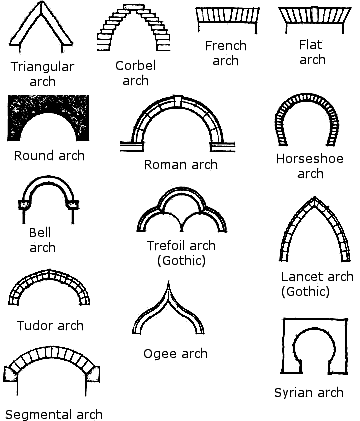 Triangular
arch
Corbel
arch
French
arch
Flat
arch
Round arch
Roman arch
Horseshoe
arch
Bell
arch
Trefoil arch
(Gothic)
Lancet arch
(Gothic)
Tudor arch
Ogee arch
Syrian arch
Segmental arch